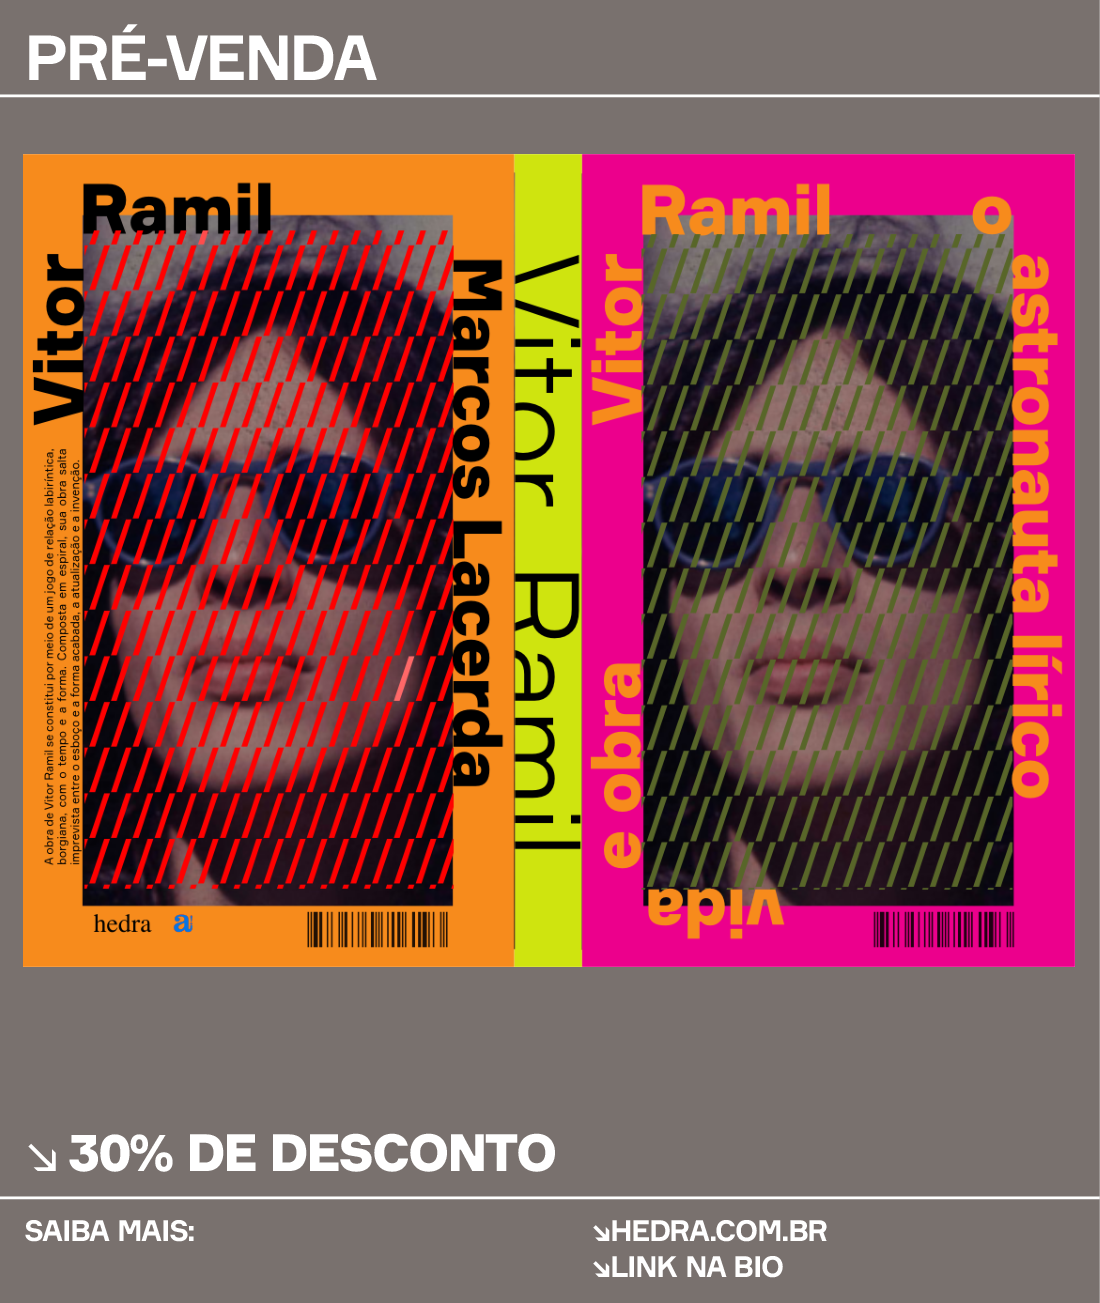 PRÉ-VENDA
Vitor
Ramil
Marcos Lacerda
A obra de Vitor Ramil se constitui por meio de um jogo de relação labiríntica,
borgiana, com o tempo e a forma. Composta em espiral, sua obra salta
imprevista entre o esboço e a forma acabada, a atualização e a invenção.
hedra a
Vitor Ramil
Vitor
Ramil
o
astronauta lírico
vida
e obra
↘ 30% DE DESCONTO
SAIBA MAIS:
↘HEDRA.COM.BR
↘LINK NA BIO